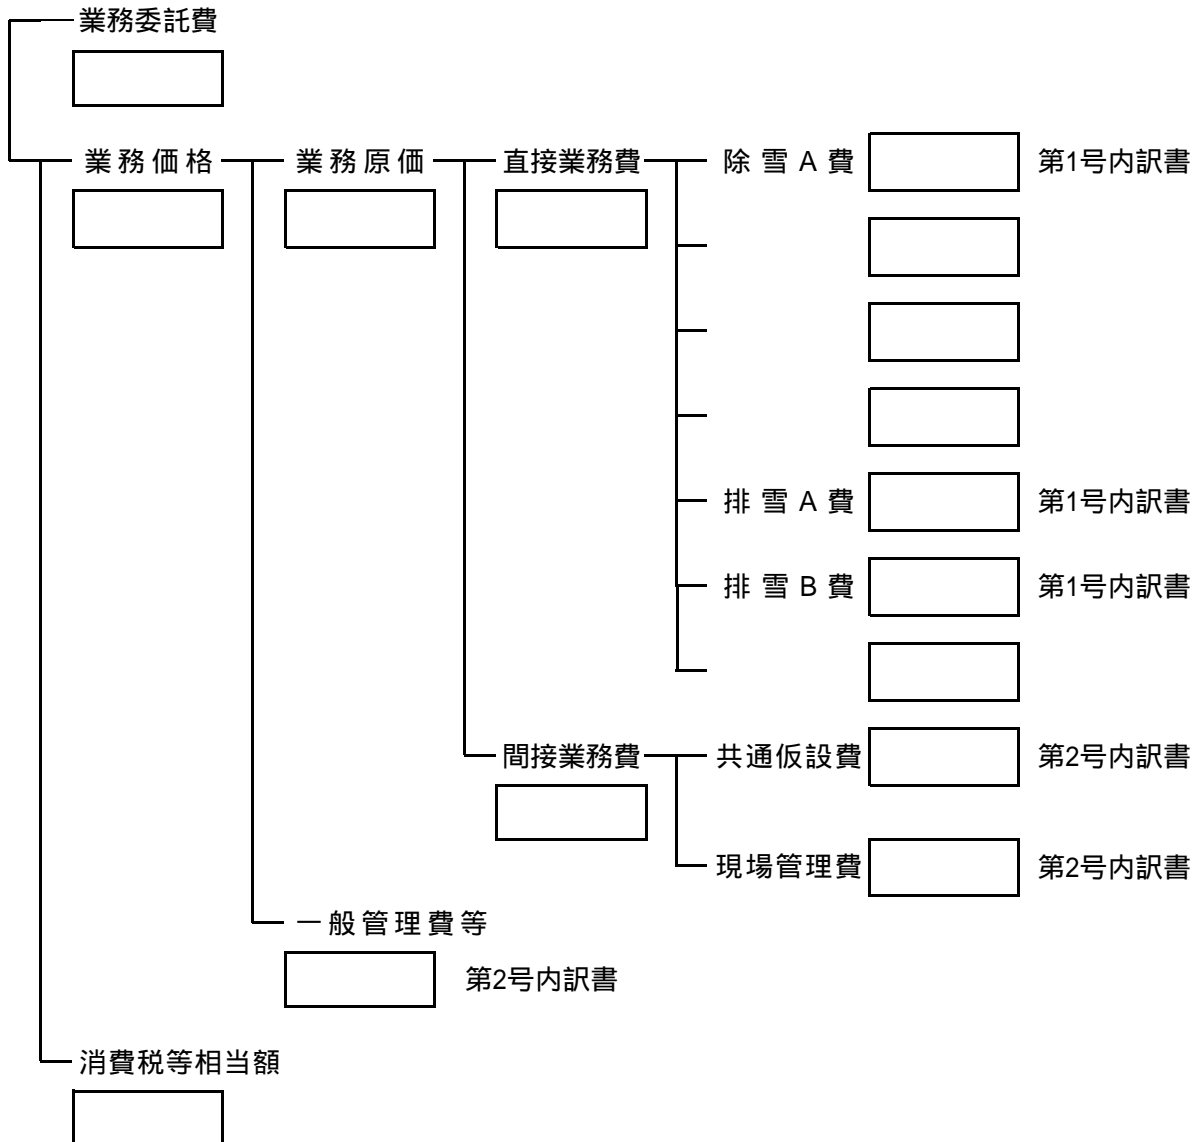 業務委託費
業務価格 業務原価 直接業務費 除雪A費 第1号内訳書
排雪A費 第1号内訳書
排雪B費 第1号内訳書
間接業務費 共通仮設費 第2号内訳書
現場管理費 第2号内訳書
一般管理費等
第2号内訳書
消費税等相当額